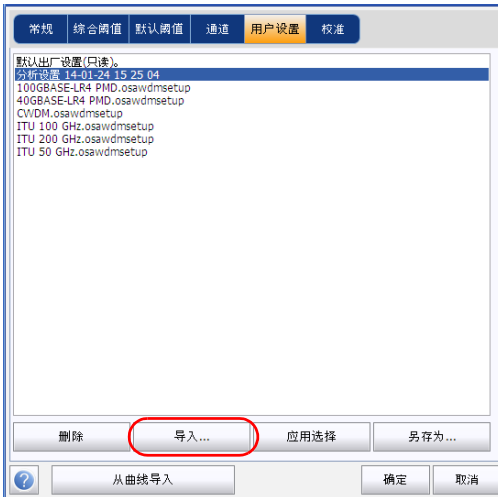 常规 综合阈值 默认阈值 通道 用户设置 校准
默认出厂设置(只读)。
分析设置 14-01-24 15 25 04
100GBASE-LR4 PMD.osawdmsetup
40GBASE-LR4 PMD.osawdmsetup
CWDM.osawdmsetup
ITU 100 GHz.osawdmsetup
ITU 200 GHz.osawdmsetup
ITU 50 GHz.osawdmsetup
删除 导入... 应用选择 另存为...
? 从曲线导入 确定 取消